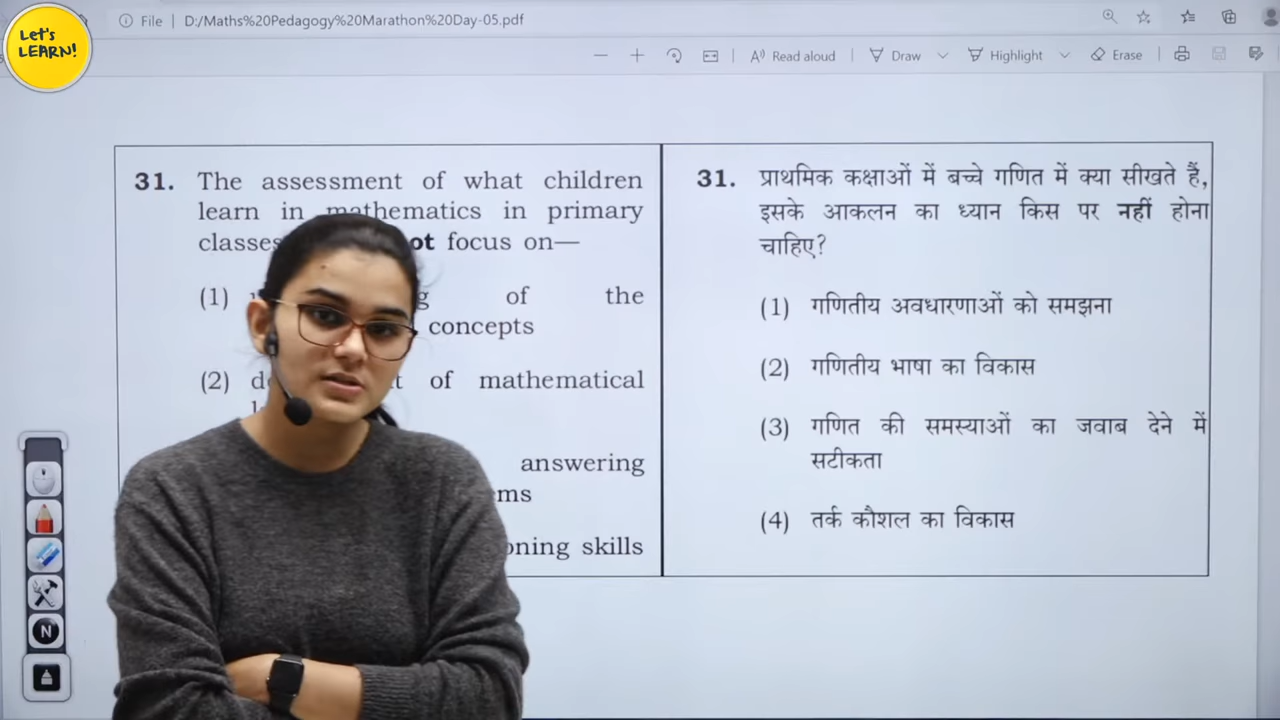 Let's
LEARN!
File D:/Maths%20Pedagogy%20Marathon%20Day-05.pdf
Read aloud Draw Highlight Erase
31. The assessment of what children
learn in mathematics in primary
classes focus on—
(1) of the
concepts
(2) of mathematical
answering
skills
31. प्राथमिक कक्षाओं में बच्चे गणित में क्या सीखते हैं,
इसके आकलन का ध्यान किस पर नहीं होना
चाहिए?
(1) गणितीय अवधारणाओं को समझना
(2) गणितीय भाषा का विकास
(3) गणित की समस्याओं का जवाब देने में
सटीकता
(4) तर्क कौशल का विकास
N